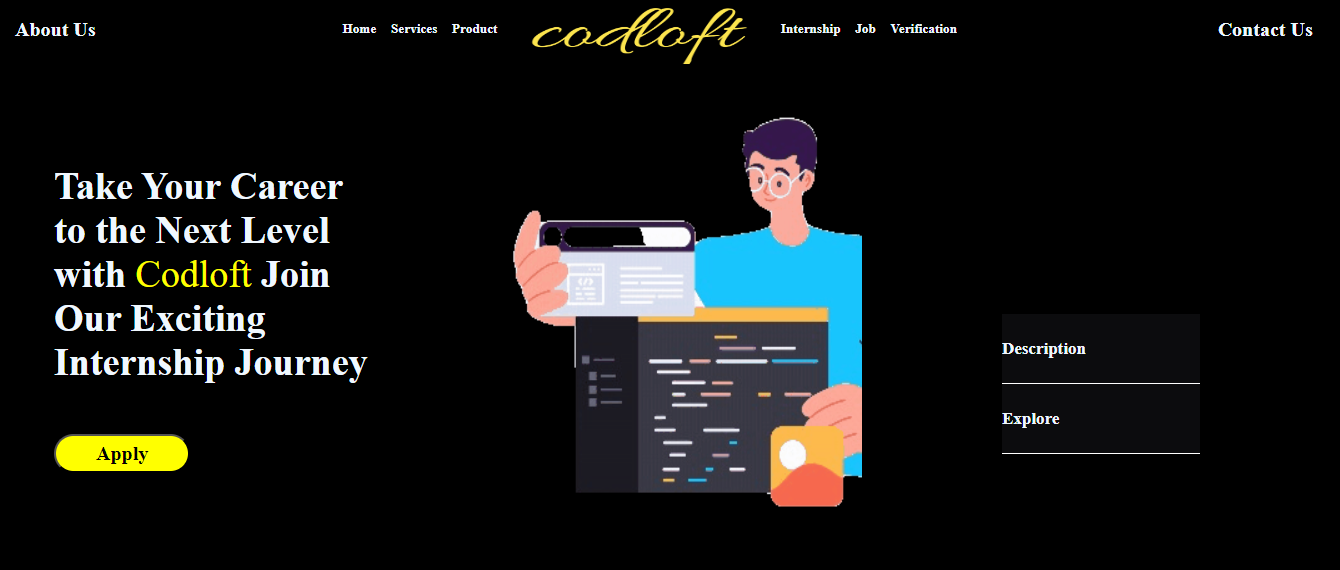 About Us
Home Services Product
codloft
Internship Job Verification
Contact Us
Take Your Career
to the Next Level
with Codloft Join
Our Exciting
Internship Journey
Apply
Description
Explore